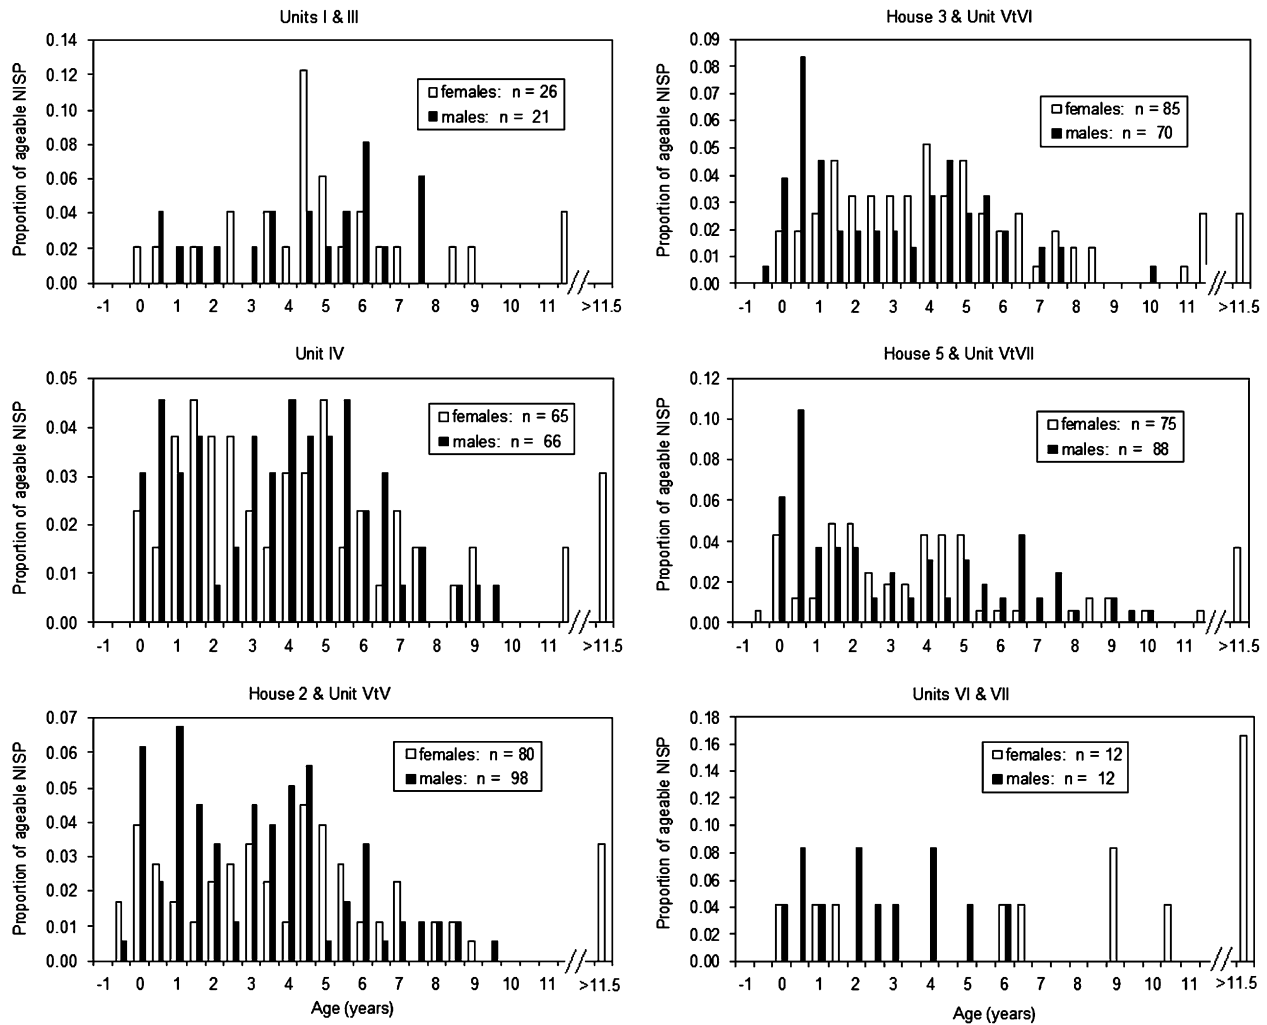 Units I & III
Proportion of ageable NISP
0.14
0.12
0.10
0.08
0.06
0.04
0.02
0.00
females: n = 26
males: n = 21
-1 0 1 2 3 4 5 6 7 8 9 10 11 >11.5
House 3 & Unit VtVI
Proportion of ageable NISP
0.09
0.08
0.07
0.06
0.05
0.04
0.03
0.02
0.01
0.00
females: n = 85
males: n = 70
-1 0 1 2 3 4 5 6 7 8 9 10 11 >11.5
Unit IV
Proportion of ageable NISP
0.05
0.04
0.03
0.02
0.01
0.00
females: n = 65
males: n = 66
-1 0 1 2 3 4 5 6 7 8 9 10 11 >11.5
House 5 & Unit VtVII
Proportion of ageable NISP
0.12
0.10
0.08
0.06
0.04
0.02
0.00
females: n = 75
males: n = 88
-1 0 1 2 3 4 5 6 7 8 9 10 11 >11.5
House 2 & Unit VtV
Proportion of ageable NISP
0.07
0.06
0.05
0.04
0.03
0.02
0.01
0.00
females: n = 80
males: n = 98
-1 0 1 2 3 4 5 6 7 8 9 10 11 >11.5
Age (years)
Units VI & VII
Proportion of ageable NISP
0.18
0.16
0.14
0.12
0.10
0.08
0.06
0.04
0.02
0.00
females: n = 12
males: n = 12
-1 0 1 2 3 4 5 6 7 8 9 10 11 >11.5
Age (years)